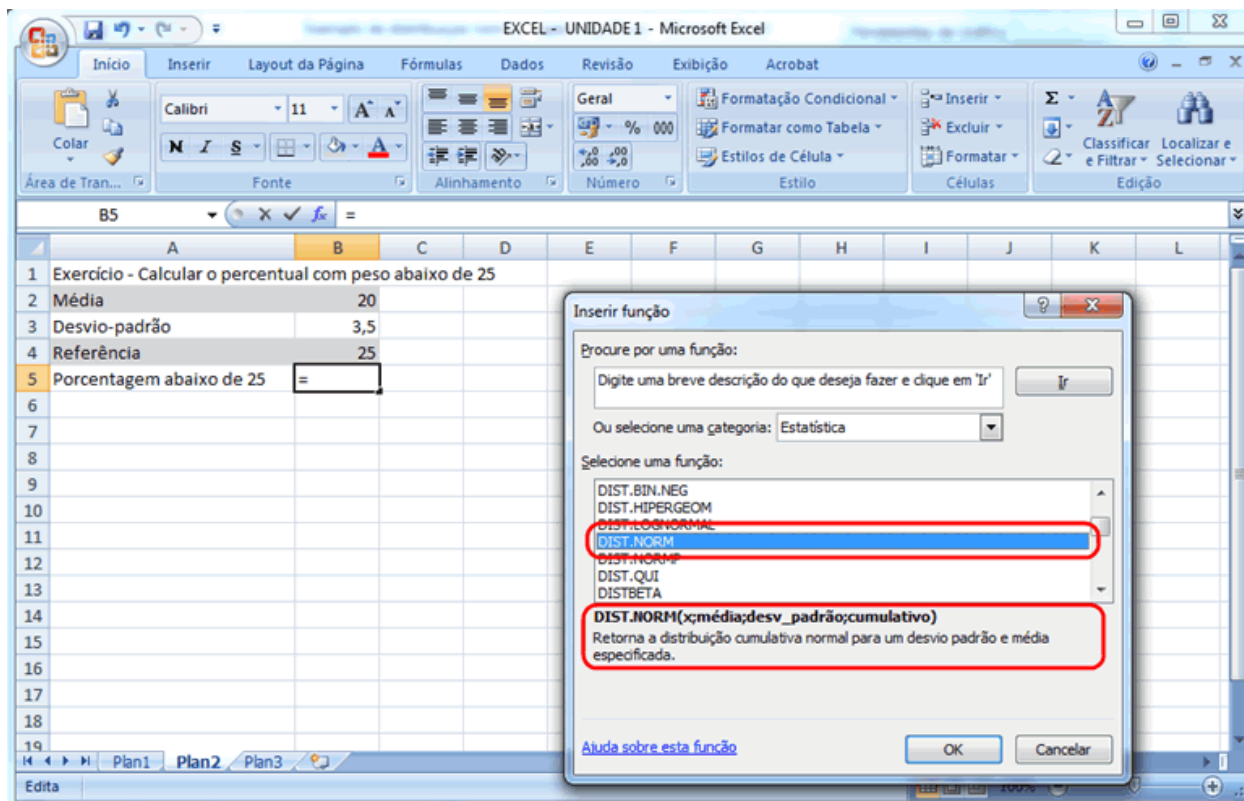 EXCEL - UNIDADE 1 - Microsoft Excel
Início Inserir Layout da Página Fórmulas Dados Revisão Exibição Acrobat
Colar
Calibri 11 A A
N I S A
Geral
% 000
,00 ,0
Formatação Condicional
Formatar como Tabela
Estilos de Célula
Inserir
Excluir
Formatar
Σ
Classificar e Filtrar
Localizar e Selecionar
Área de Tran... Fonte Alinhamento Número Estilo Células Edição
B5 fx =
A B C D E F G H I J K L
1 Exercício - Calcular o percentual com peso abaixo de 25
2 Média 20
3 Desvio-padrão 3,5
4 Referência 25
5 Porcentagem abaixo de 25 =
6
7
8
9
10
11
12
13
14
15
16
17
18
19
Inserir função
Procure por uma função:
Digite uma breve descrição do que deseja fazer e clique em 'Ir'
Ir
Ou selecione uma categoria: Estatística
Selecione uma função:
DIST.BIN.NEG
DIST.HIPERGEOM
DIST.LOGNORMAL
DIST.NORM
DIST.NORMP
DIST.QUI
DISTBETA
DIST.NORM(x;média;desv_padrão;cumulativo)
Retorna a distribuição cumulativa normal para um desvio padrão e média
especificada.
Ajuda sobre esta função
OK Cancelar
Plan1 Plan2 Plan3
Edita 100%